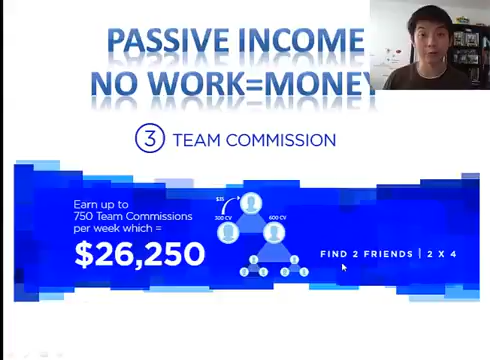 PASSIVE INCOME
NO WORK=MONEY
3 TEAM COMMISSION
Earn up to
750 Team Commissions
per week which =
$26,250
$35
300 CV
600 CV
FIND 2 FRIENDS | 2 X 4